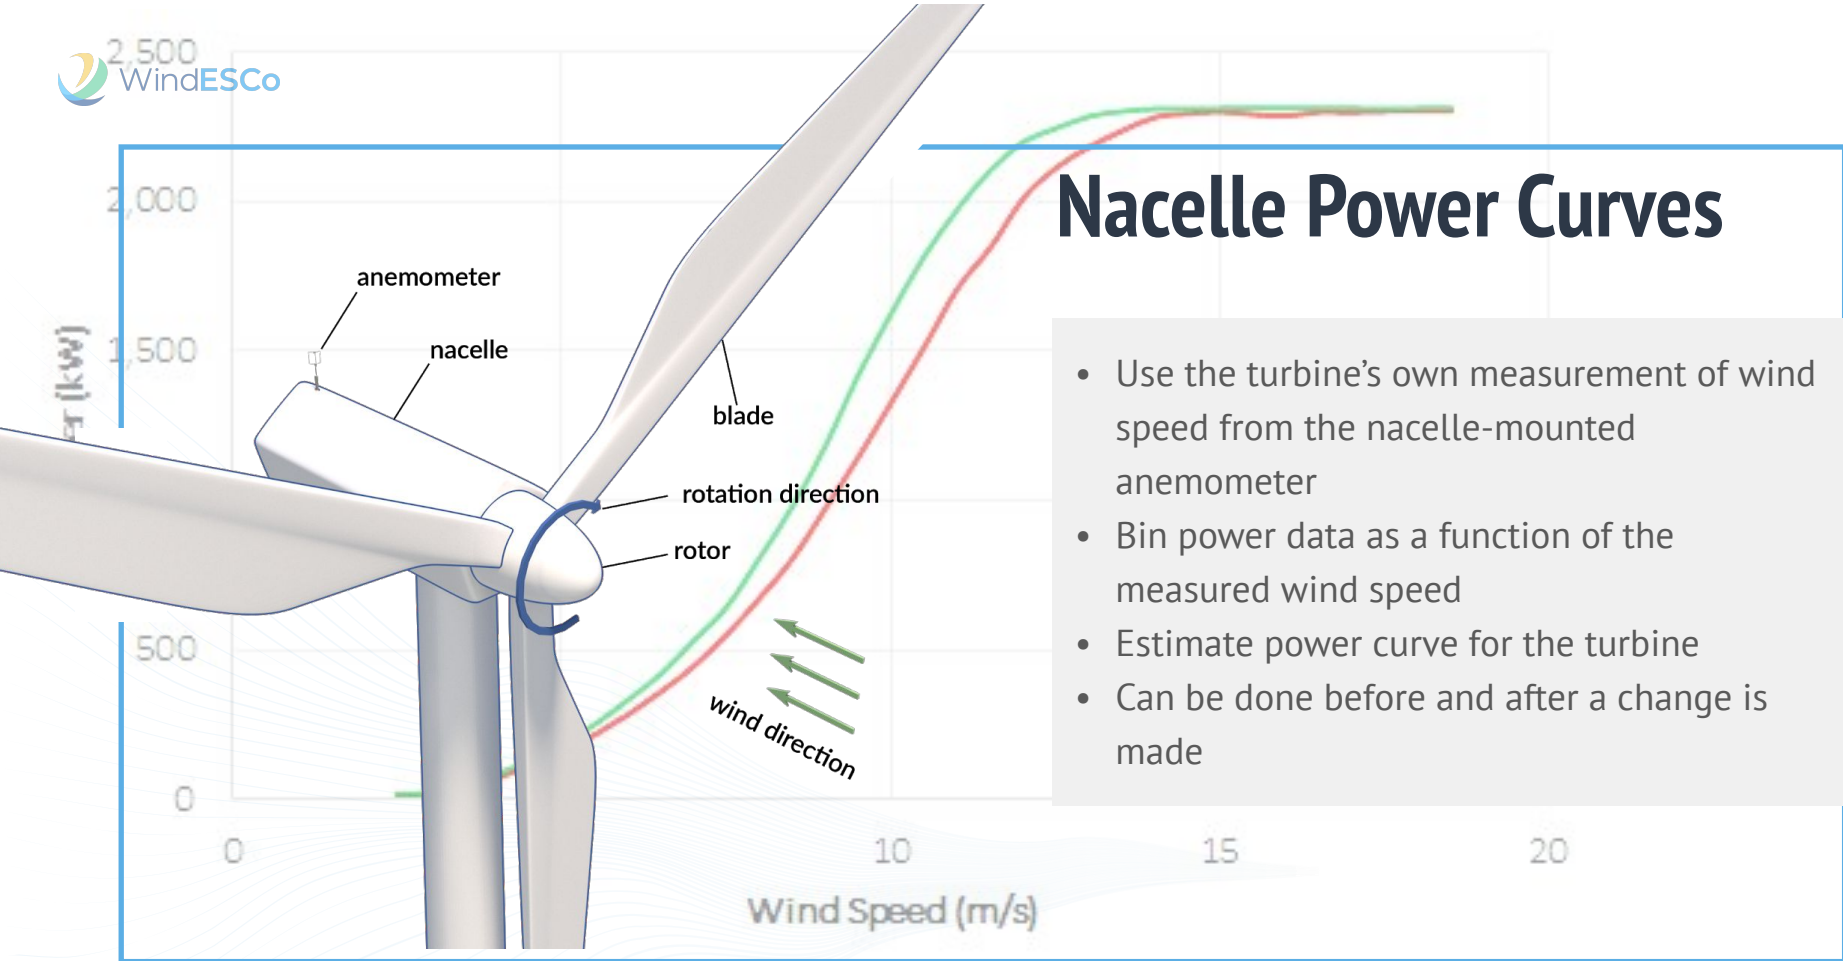 2,500
WindESCo
2,000
Nacelle Power Curves
anemometer
nacelle
1,500
(kW)
• Use the turbine’s own measurement of wind
speed from the nacelle-mounted
anemometer
• Bin power data as a function of the
measured wind speed
• Estimate power curve for the turbine
• Can be done before and after a change is
made
blade
rotation direction
rotor
500
wind direction
0
0
10
15
20
Wind Speed (m/s)